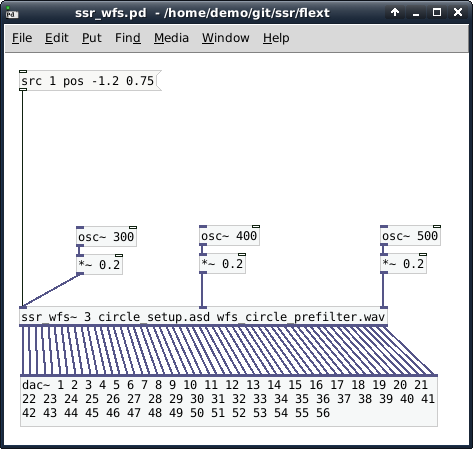 ssr_wfs.pd - /home/demo/git/ssr/flext
File Edit Put Find Media Window Help
src 1 pos -1.2 0.75
osc~ 300 osc~ 400 osc~ 500
*~ 0.2 *~ 0.2 *~ 0.2
ssr_wfs~ 3 circle_setup.asd wfs_circle_prefilter.wav
dac~ 1 2 3 4 5 6 7 8 9 10 11 12 13 14 15 16 17 18 19 20 21
22 23 24 25 26 27 28 29 30 31 32 33 34 35 36 37 38 39 40 41
42 43 44 45 46 47 48 49 50 51 52 53 54 55 56